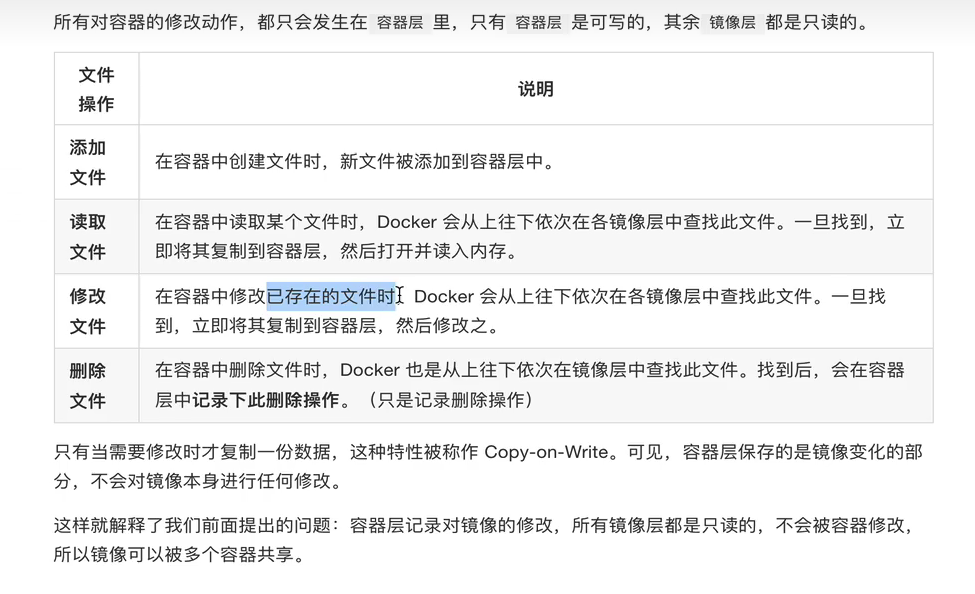 所有对容器的修改动作，都只会发生在 容器层 里，只有 容器层 是可写的，其余 镜像层 都是只读的。
文件
操作
说明
添加
文件
在容器中创建文件时，新文件被添加到容器层中。
读取
文件
在容器中读取某个文件时，Docker 会从上往下依次在各镜像层中查找此文件。一旦找到，立
即将其复制到容器层，然后打开并读入内存。
修改
文件
在容器中修改已存在的文件时，Docker 会从上往下依次在各镜像层中查找此文件。一旦找
到，立即将其复制到容器层，然后修改之。
删除
文件
在容器中删除文件时，Docker 也是从上往下依次在镜像层中查找此文件。找到后，会在容器
层中记录下此删除操作。（只是记录删除操作）
只有当需要修改时才复制一份数据，这种特性被称作 Copy-on-Write。可见，容器层保存的是镜像变化的部
分，不会对镜像本身进行任何修改。
这样就解释了我们前面提出的问题：容器层记录对镜像的修改，所有镜像层都是只读的，不会被容器修改，
所以镜像可以被多个容器共享。